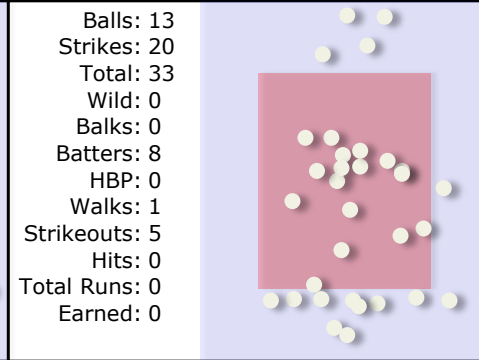 Balls: 13
Strikes: 20
Total: 33
Wild: 0
Balks: 0
Batters: 8
HBP: 0
Walks: 1
Strikeouts: 5
Hits: 0
Total Runs: 0
Earned: 0